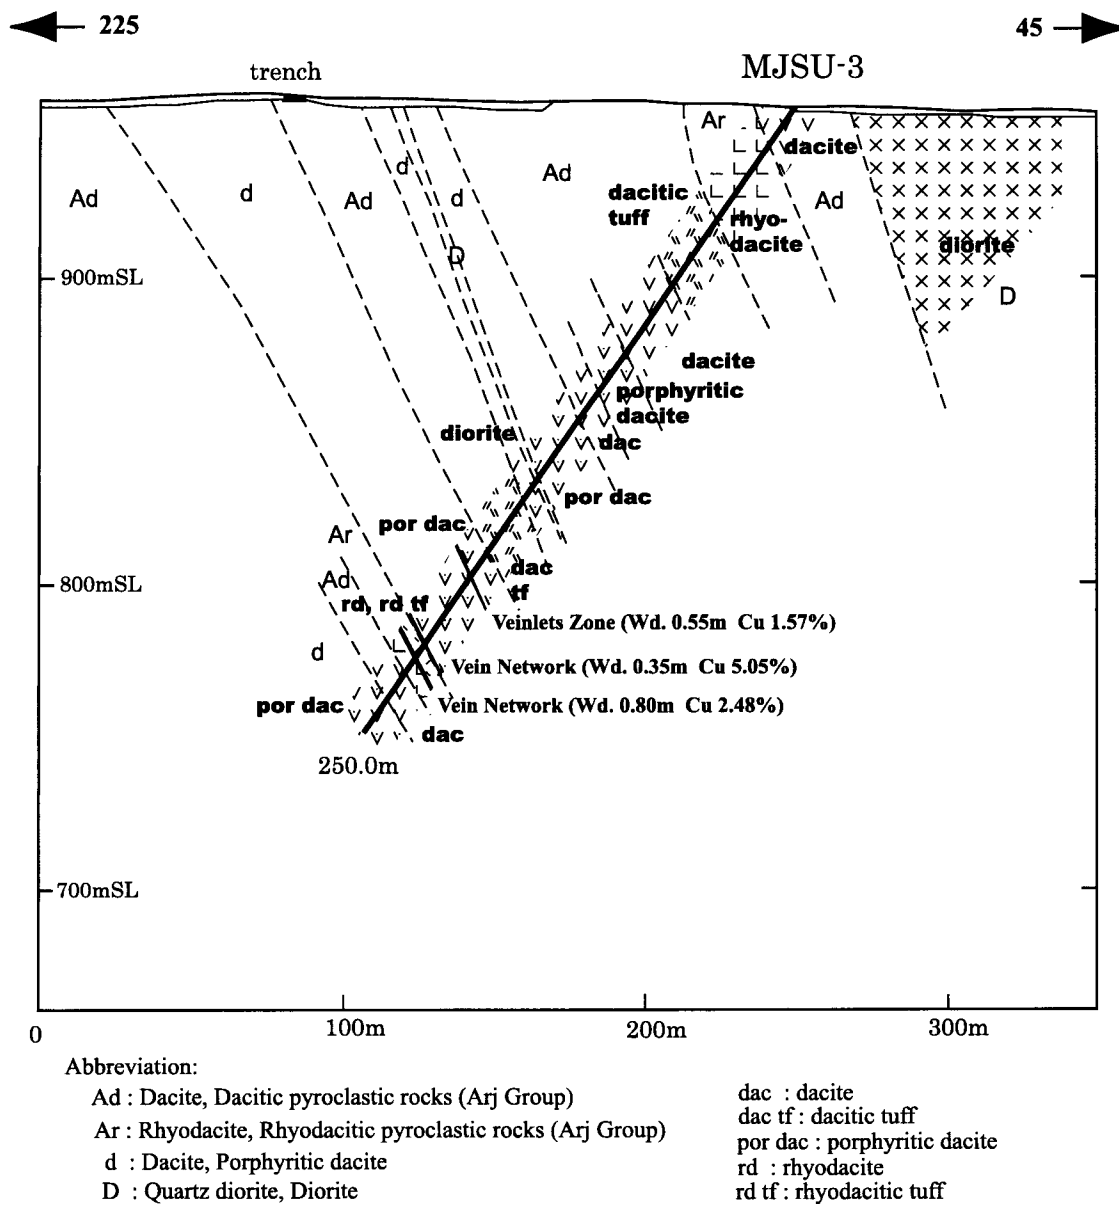 225
45
trench
MJSU-3
Ar
dacite
d
Ad
dacitic
tuff
Ad
d
Ad
d
Ad
rhyo-
dacite
diorite
D
900mSL
D
dacite
porphyritic
dacite
diorite
dac
por dac
por dac
Ar
dac
tf
800mSL
Ad
rd, rd tf
Veinlets Zone (Wd. 0.55m Cu 1.57%)
d
Vein Network (Wd. 0.35m Cu 5.05%)
por dac
Vein Network (Wd. 0.80m Cu 2.48%)
dac
250.0m
700mSL
0
100m
200m
300m
Abbreviation:
Ad : Dacite, Dacitic pyroclastic rocks (Arj Group)
Ar : Rhyodacite, Rhyodacitic pyroclastic rocks (Arj Group)
d : Dacite, Porphyritic dacite
D : Quartz diorite, Diorite
dac : dacite
dac tf : dacitic tuff
por dac : porphyritic dacite
rd : rhyodacite
rd tf : rhyodacitic tuff